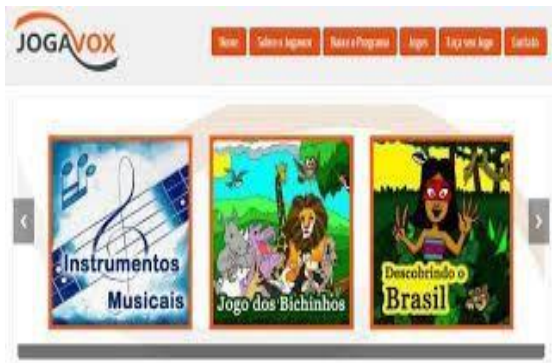 JOGAVOX
Home Sobre o Jogavox Baixe o Programa Jogos Faça seu Jogo Contato
Instrumentos
Musicais
Jogo dos Bichinhos
Descobrindo o
Brasil